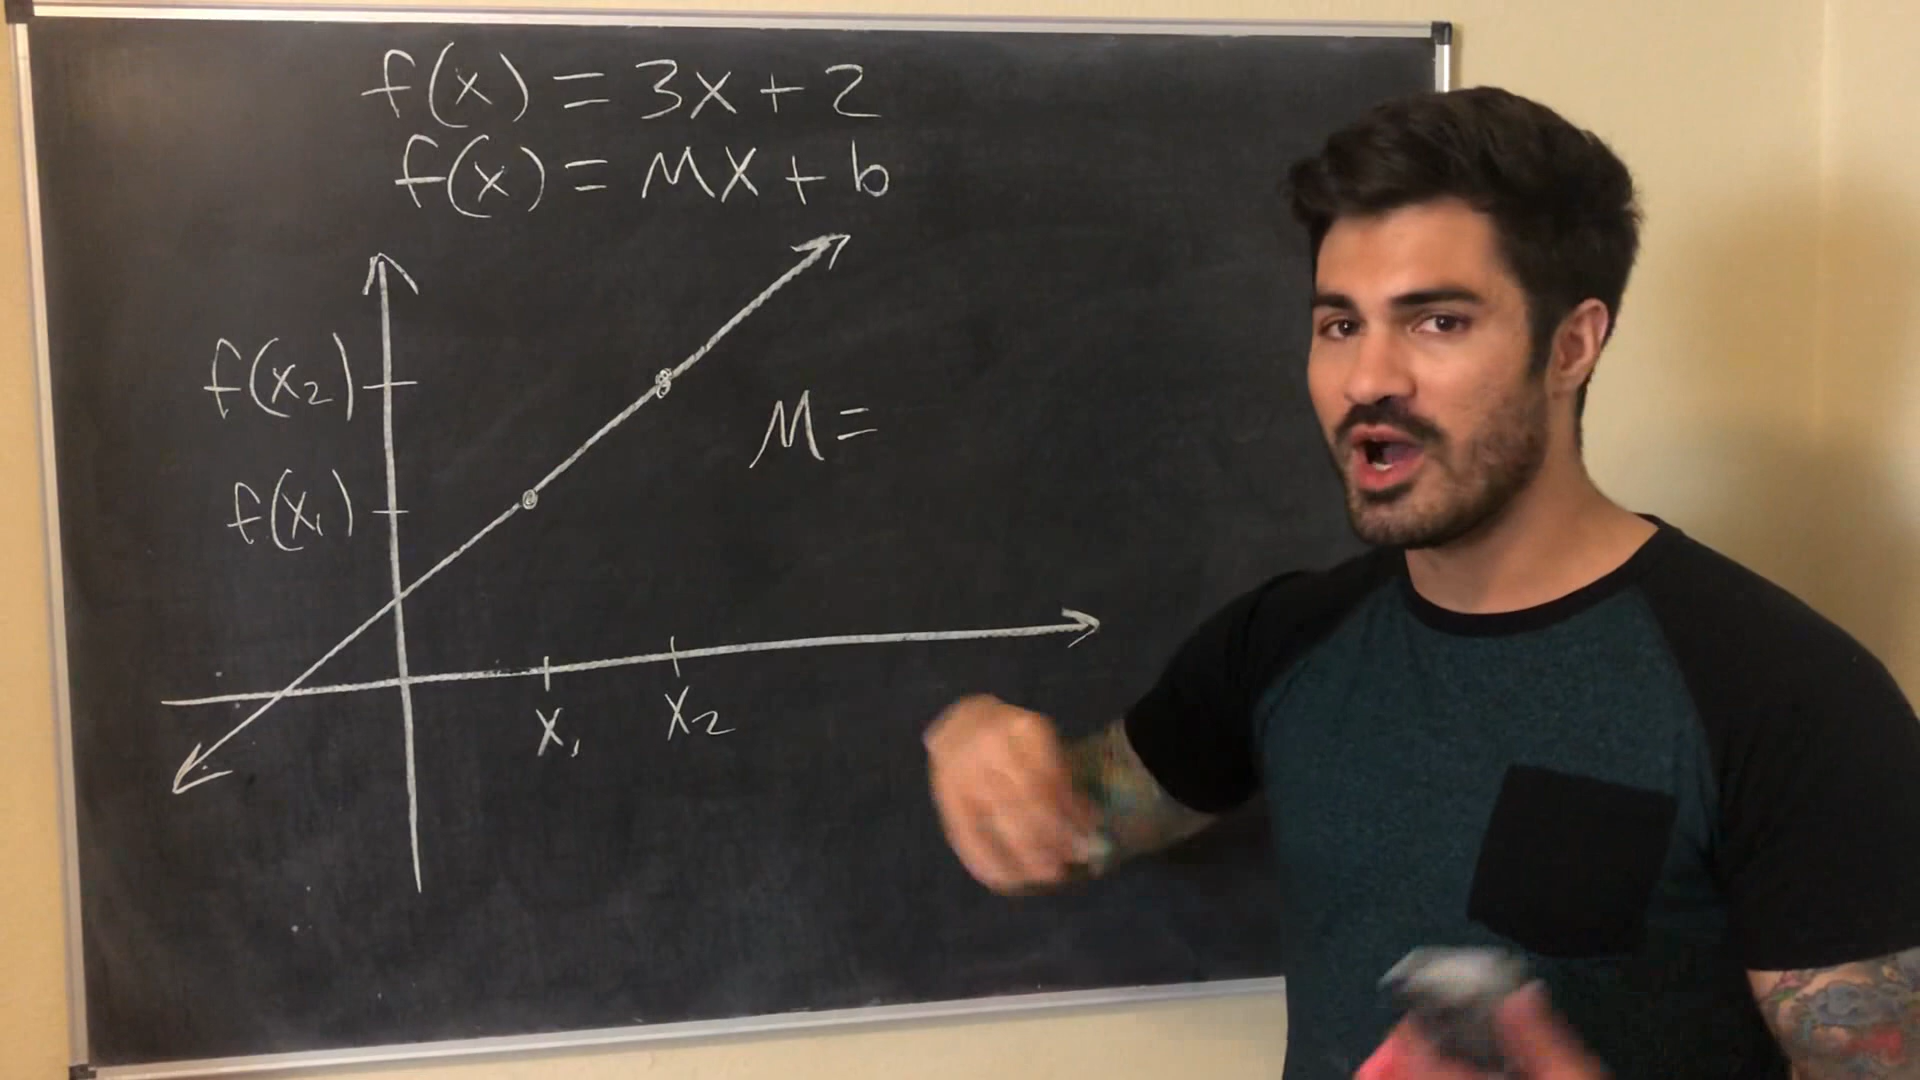 f(x) = 3x + 2
f(x) = mx + b
f(x₂)
m =
f(x₁)
x₁ x₂